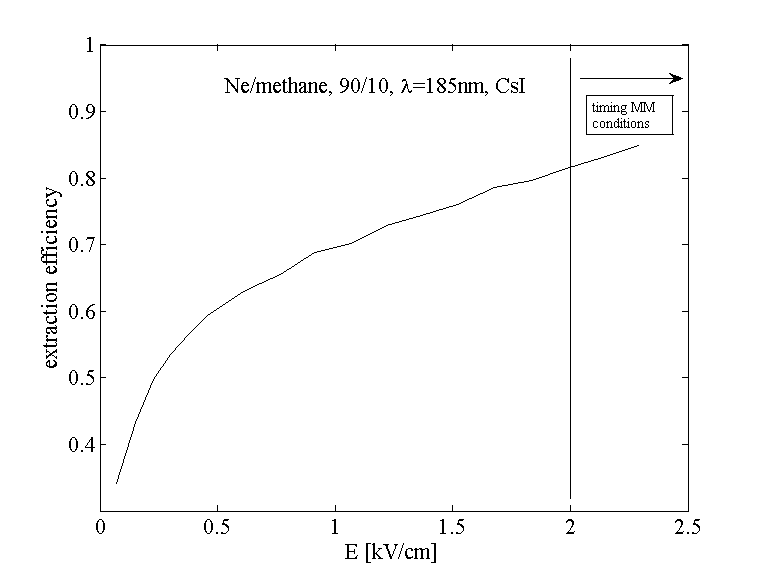 Ne/methane, 90/10, λ=185nm, CsI
timing MM
conditions
extraction efficiency
1
0.9
0.8
0.7
0.6
0.5
0.4
0
0.5
1
1.5
2
2.5
E [kV/cm]